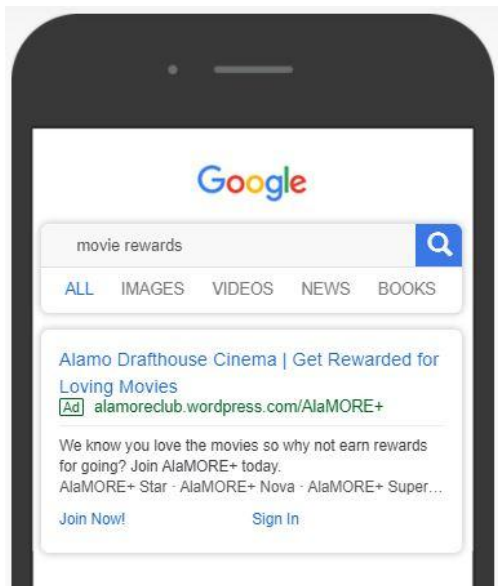 Google
movie rewards
ALL IMAGES VIDEOS NEWS BOOKS
Alamo Drafthouse Cinema | Get Rewarded for
Loving Movies
Ad alamoreclub.wordpress.com/AlaMORE+
We know you love the movies so why not earn rewards
for going? Join AlaMORE+ today.
AlaMORE+ Star · AlaMORE+ Nova · AlaMORE+ Super...
Join Now! Sign In